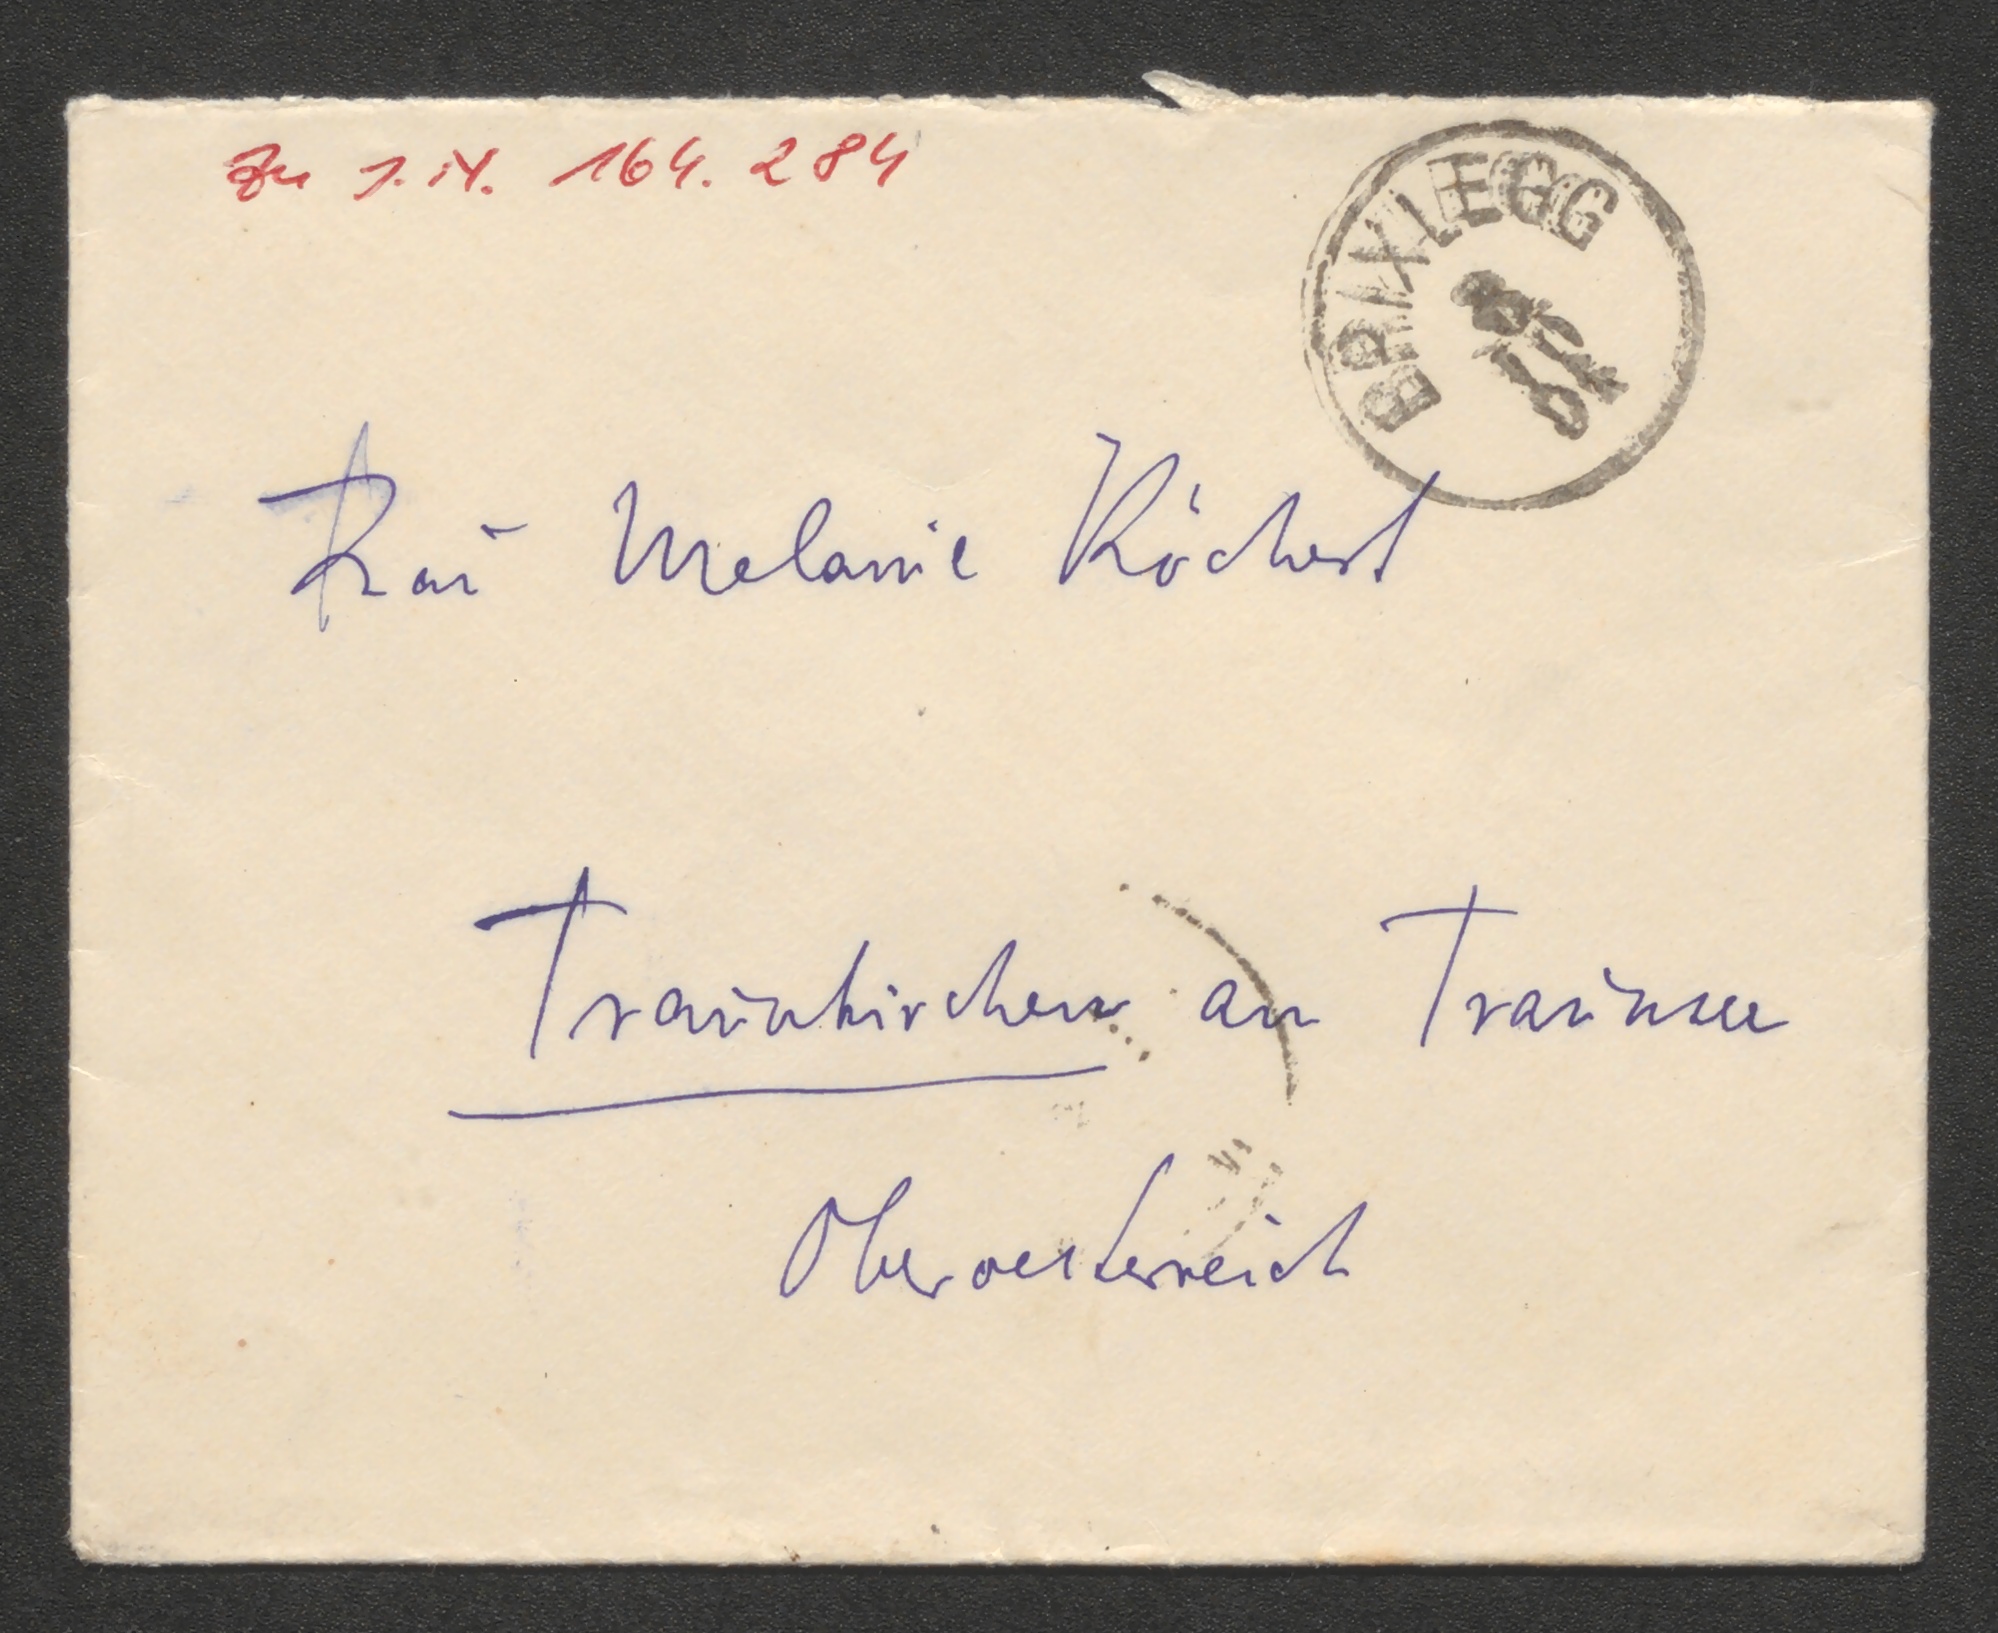 Zu I.N. 164.284
BRIXLEGG
Frau Melanie Köchert
Traunkirchen am Traunsee
Oberoesterreich